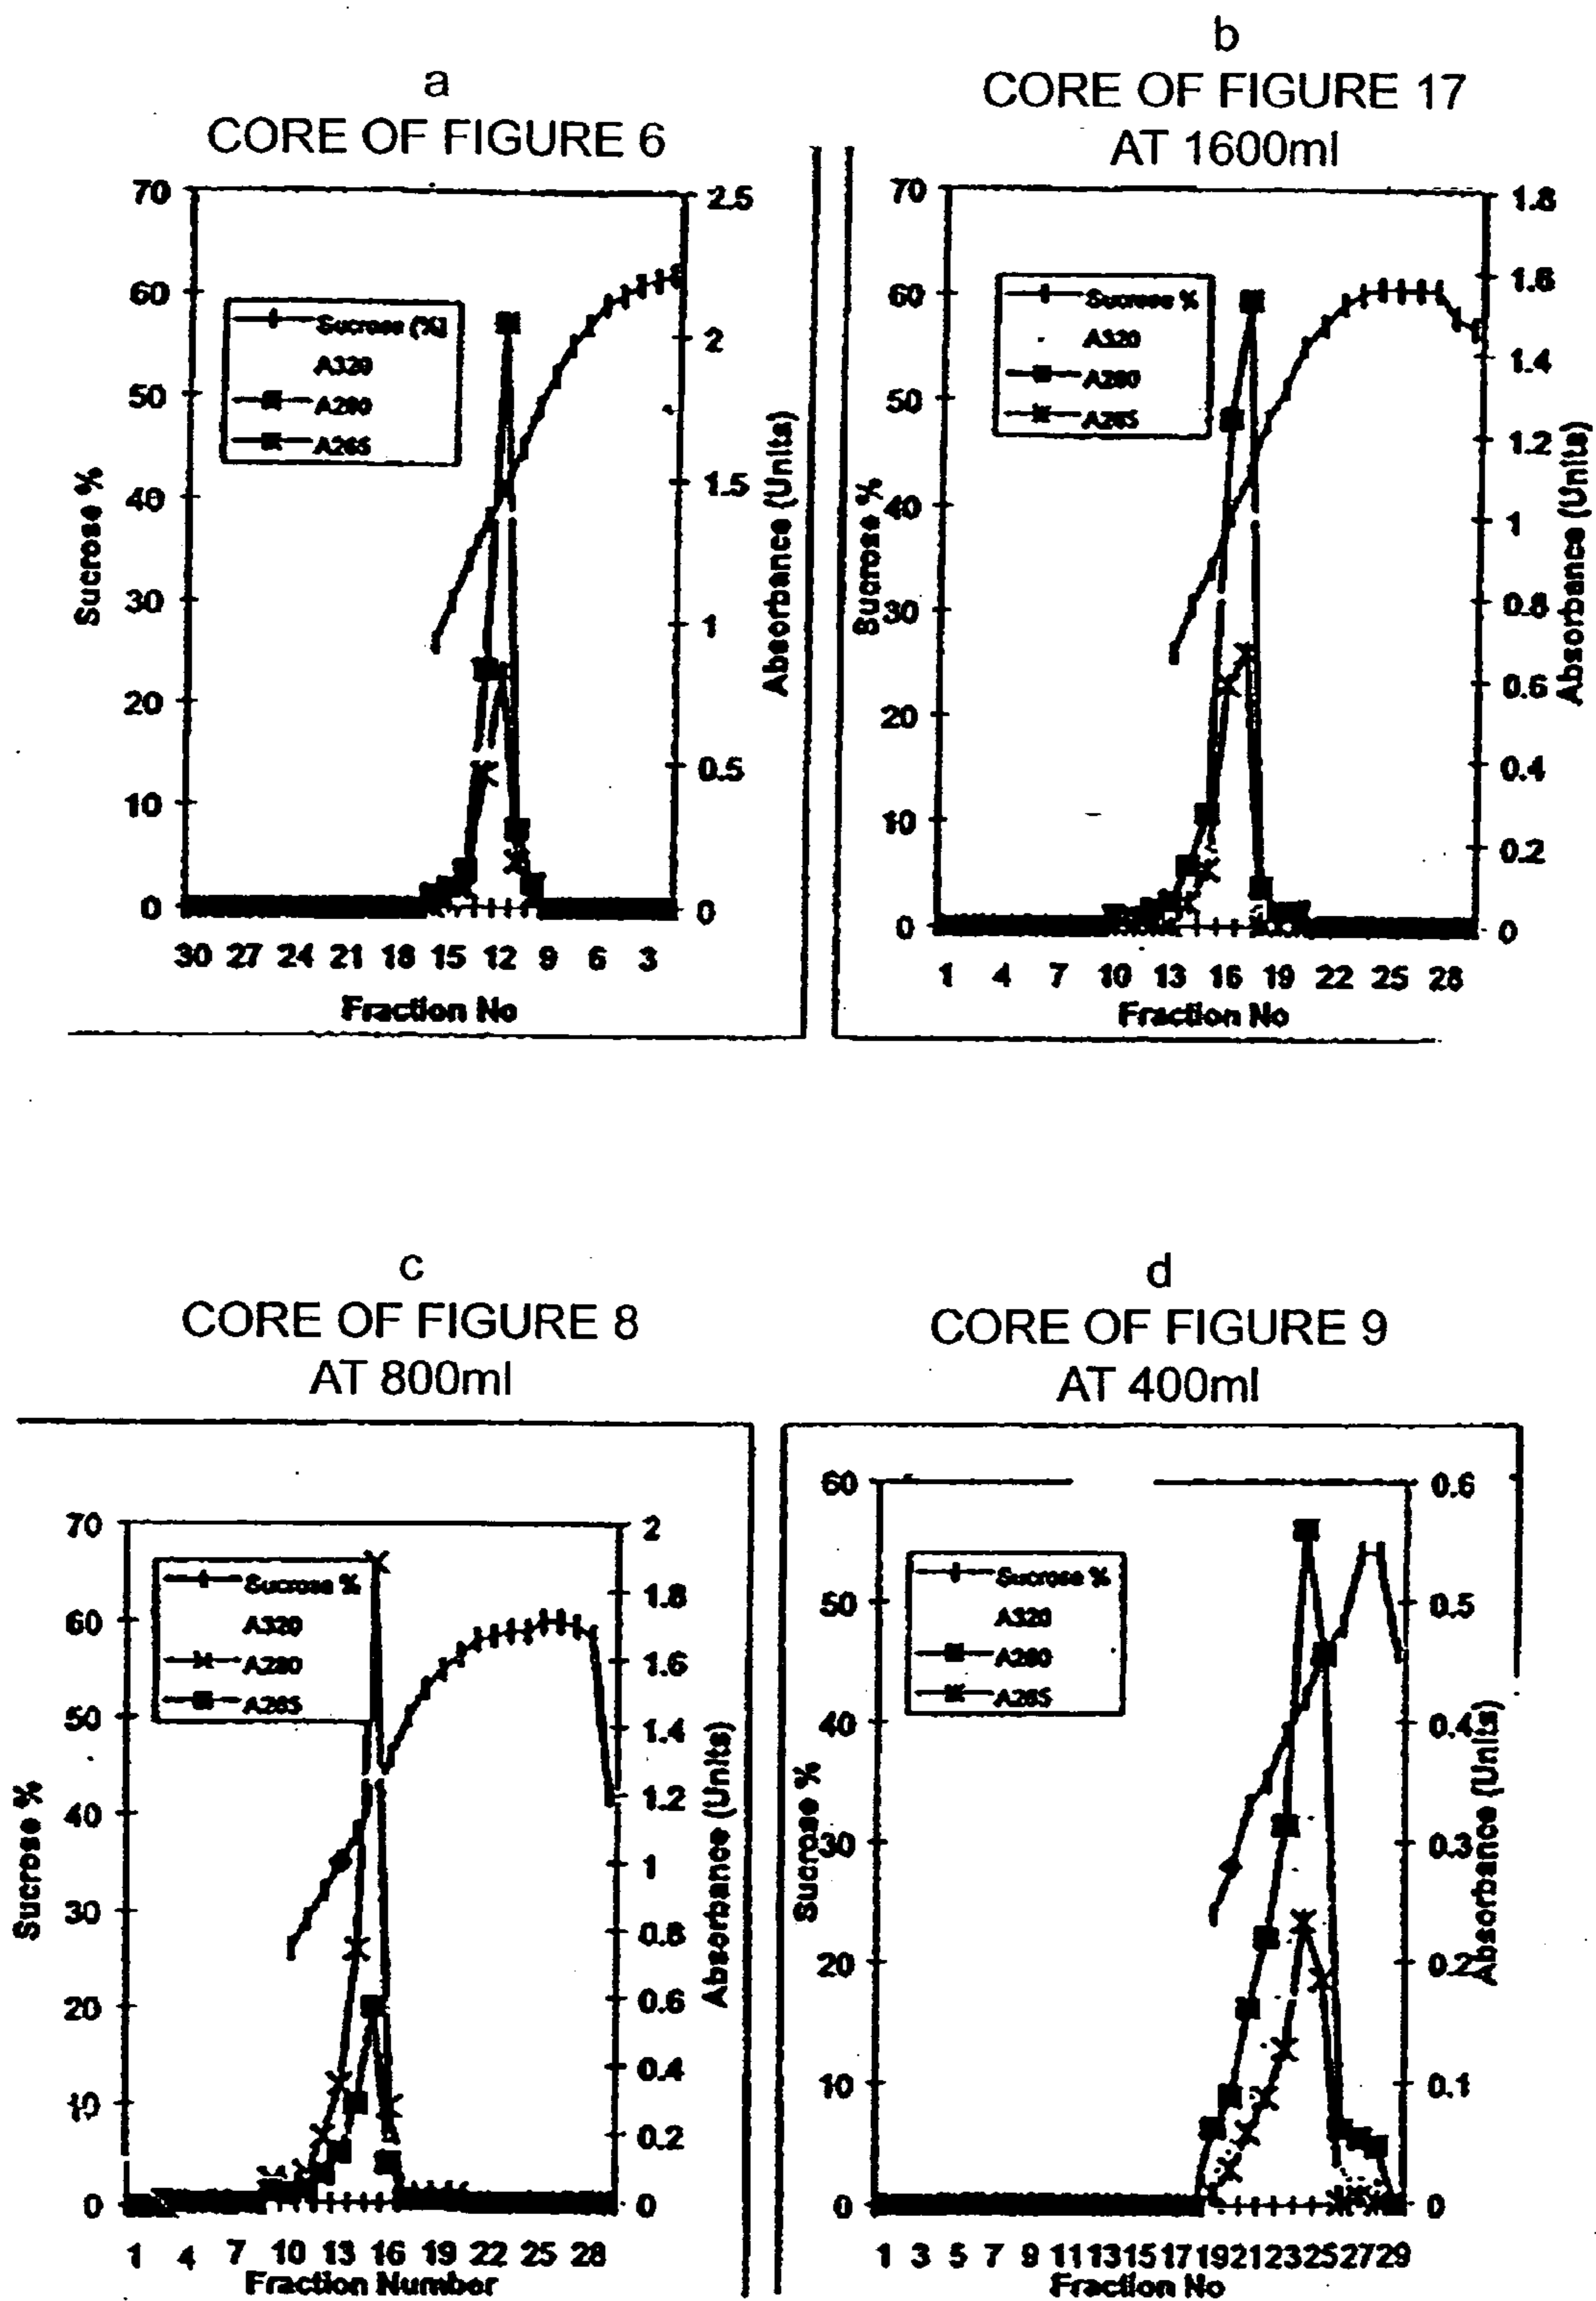 a
CORE OF FIGURE 6
70
60
50
40
30
20
10
0
Sucrose %
2.5
2
1.5
1
0.5
0
Absorbance (Units)
Sucrose (%)
A320
A280
A265
30 27 24 21 18 15 12 9 6 3
Fraction No
b
CORE OF FIGURE 17
AT 1600ml
70
60
50
40
30
20
10
0
Sucrose %
1.8
1.6
1.4
1.2
1
0.8
0.6
0.4
0.2
0
Absorbance (Units)
Sucrose %
A320
A280
A265
1 4 7 10 13 16 19 22 25 28
Fraction No
c
CORE OF FIGURE 8
AT 800ml
70
60
50
40
30
20
10
0
Sucrose %
2
1.8
1.6
1.4
1.2
1
0.8
0.6
0.4
0.2
0
Absorbance (Units)
Sucrose %
A320
A280
A265
1 4 7 10 13 16 19 22 25 28
Fraction Number
d
CORE OF FIGURE 9
AT 400ml
60
50
40
30
20
10
0
Sucrose %
0.6
0.5
0.4
0.3
0.2
0.1
0
Absorbance (Units)
Sucrose %
A320
A280
A265
1 3 5 7 9 11 13 15 17 19 21 23 25 27 29
Fraction No